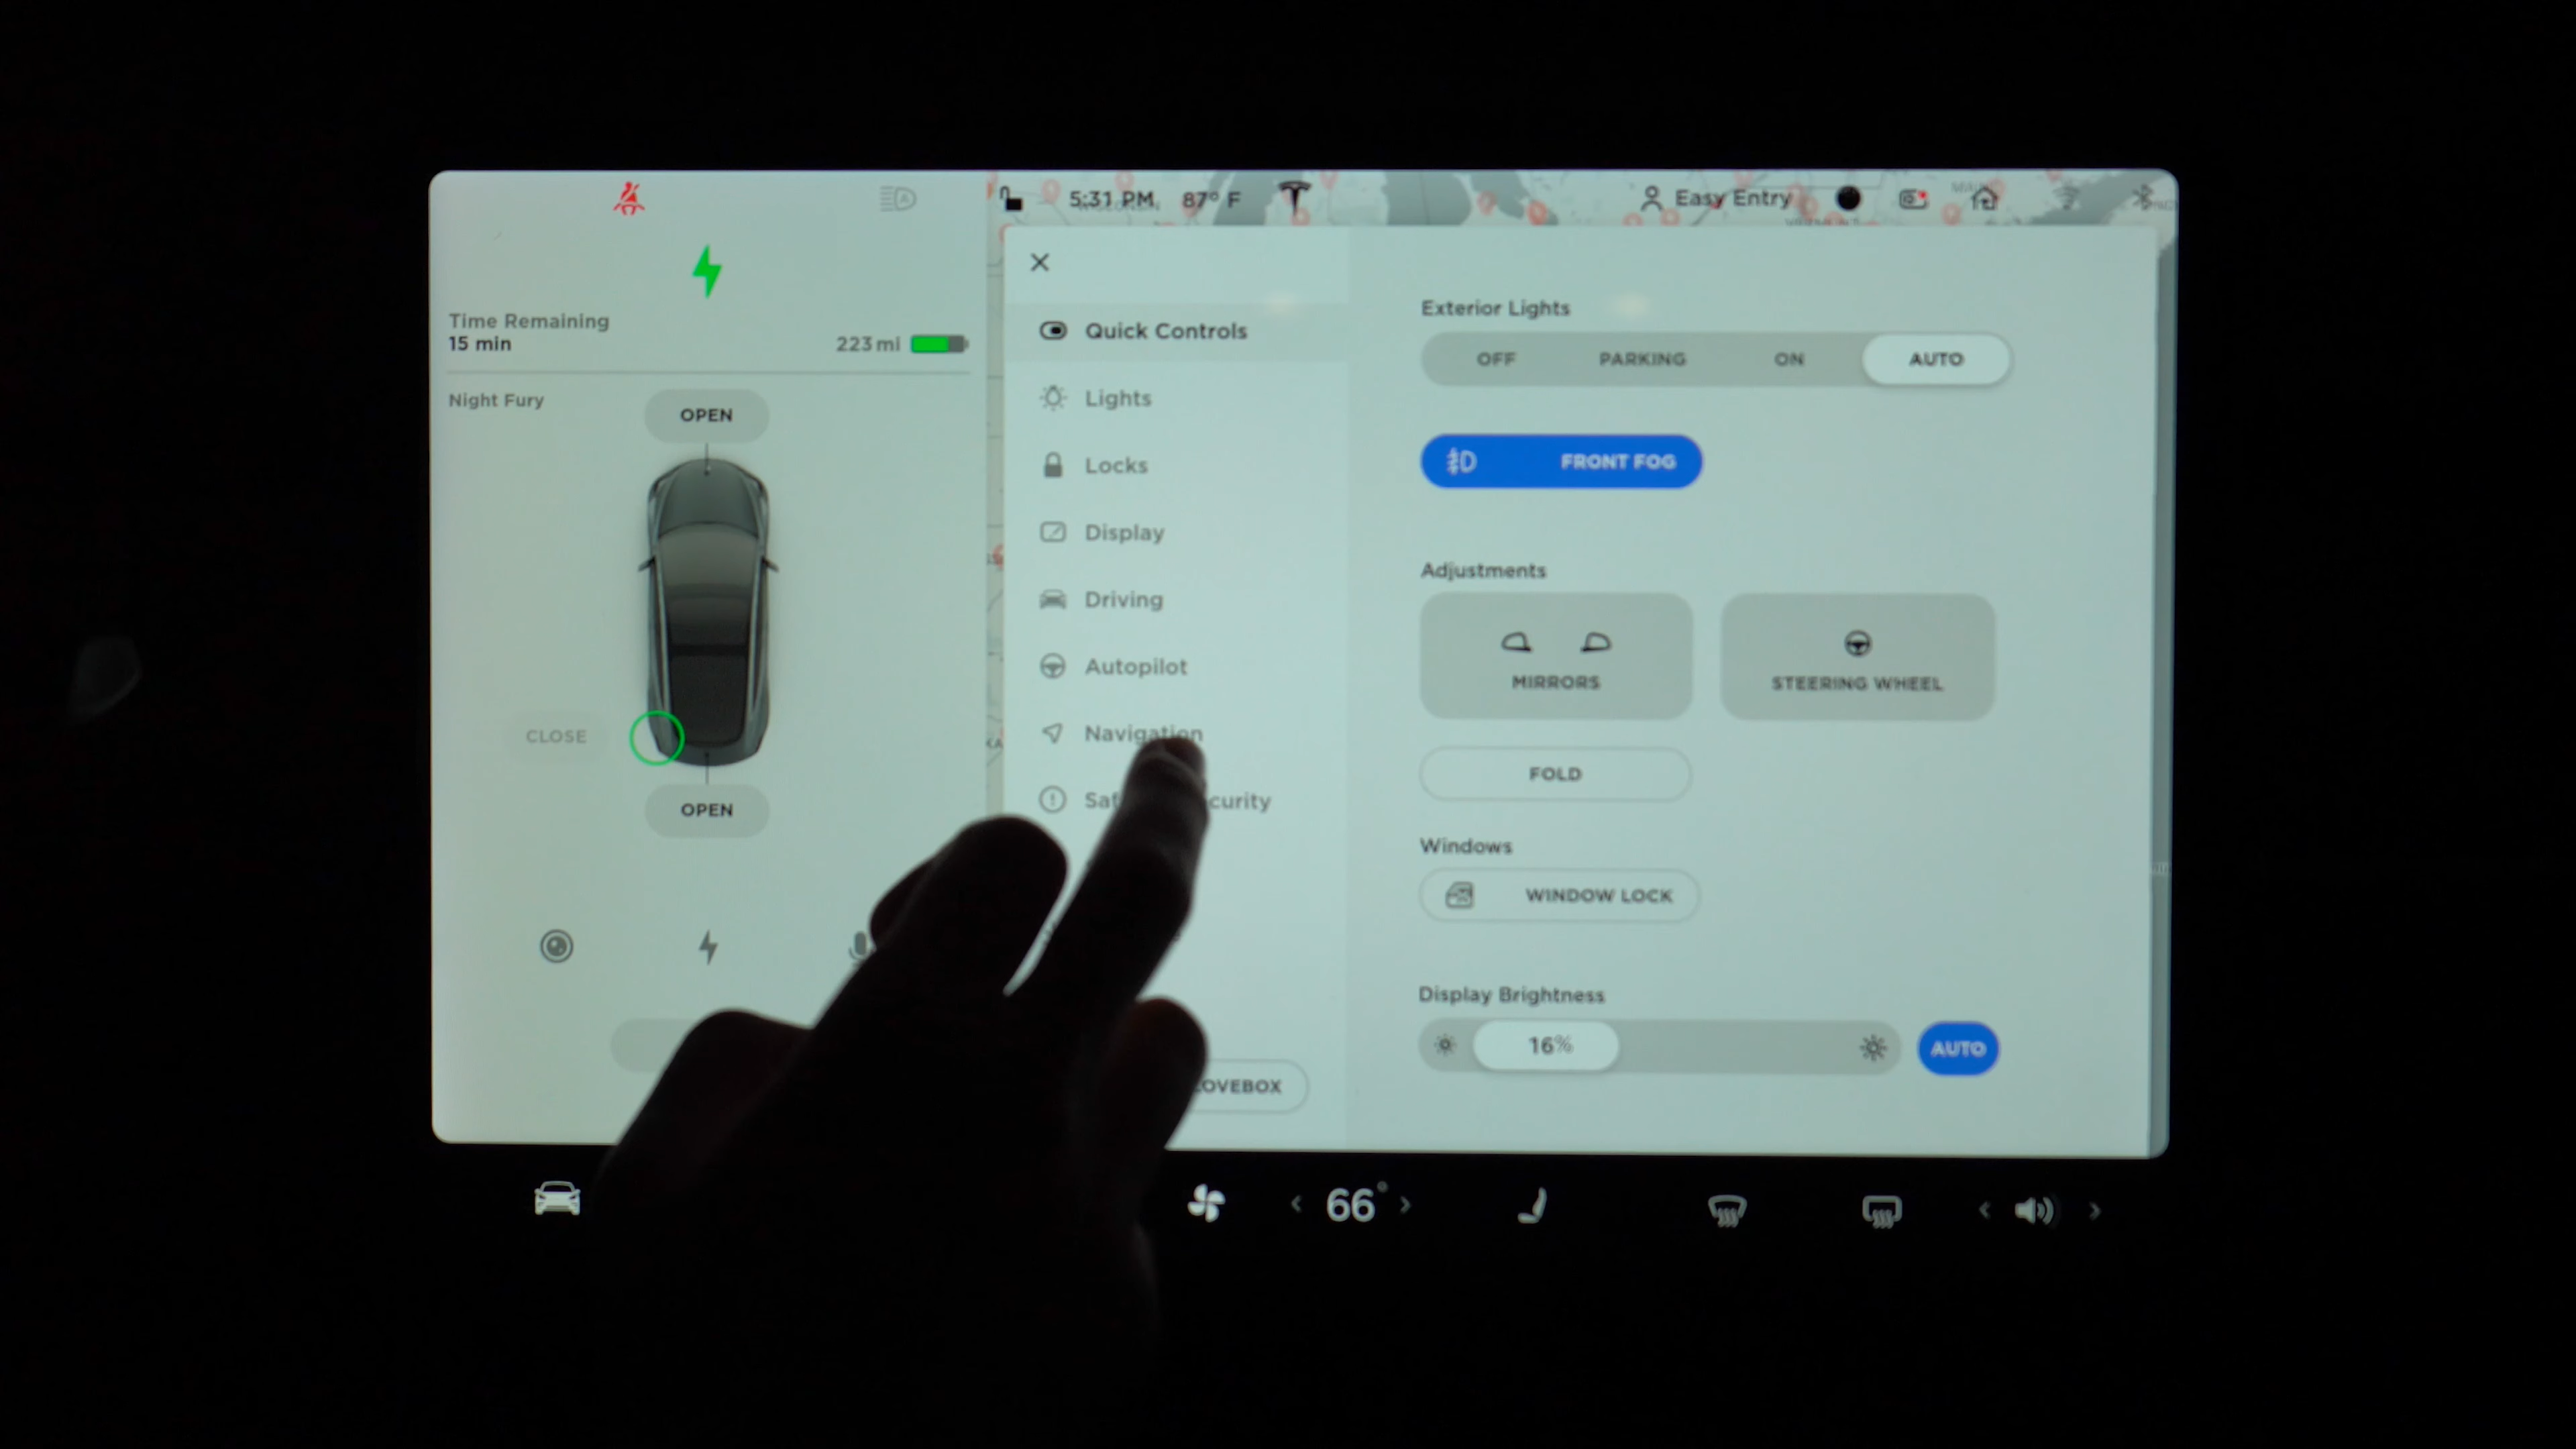 5:31 PM 87° F
Easy Entry
Time Remaining
15 min
223 mi
Night Fury
OPEN
CLOSE
OPEN
Quick Controls
Lights
Locks
Display
Driving
Autopilot
Navigation
Exterior Lights
OFF PARKING ON AUTO
FRONT FOG
Adjustments
MIRRORS STEERING WHEEL
FOLD
Windows
WINDOW LOCK
Display Brightness
16% AUTO
66°